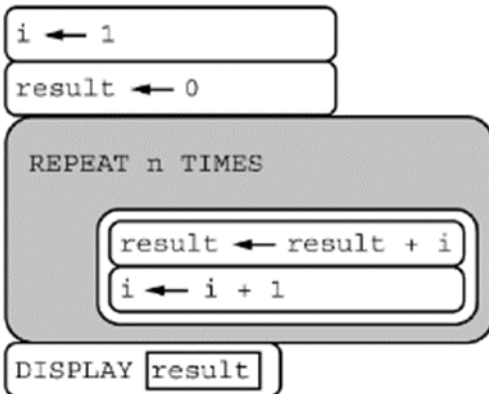 i ← 1
result ← 0
REPEAT n TIMES
result ← result + i
i ← i + 1
DISPLAY result